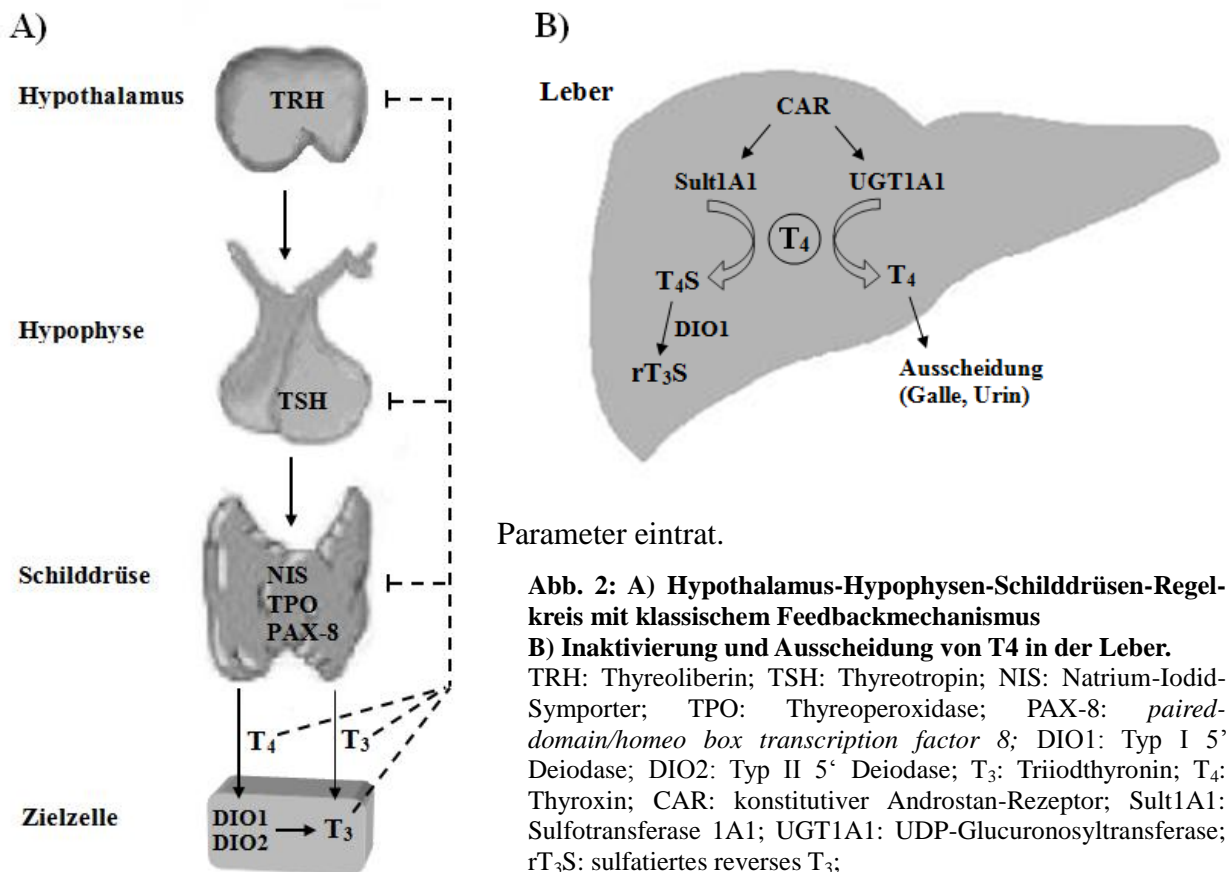 A)
Hypothalamus
TRH
Hypophyse
TSH
Schilddrüse
NIS
TPO
PAX-8
T₄
T₃
Zielzelle
DIO1
DIO2
T₃
B)
Leber
CAR
Sult1A1
UGT1A1
T₄
T₄S
T₄
DIO1
rT₃S
Ausscheidung
(Galle, Urin)
Parameter eintrat.
Abb. 2: A) Hypothalamus-Hypophysen-Schilddrüsen-Regel-
kreis mit klassischem Feedbackmechanismus
B) Inaktivierung und Ausscheidung von T4 in der Leber.
TRH: Thyreoliberin; TSH: Thyreotropin; NIS: Natrium-Iodid-
Symporter; TPO: Thyreoperoxidase; PAX-8: paired-
domain/homeo box transcription factor 8; DIO1: Typ I 5’
Deiodase; DIO2: Typ II 5‘ Deiodase; T₃: Triiodthyronin; T₄:
Thyroxin; CAR: konstitutiver Androstan-Rezeptor; Sult1A1:
Sulfotransferase 1A1; UGT1A1: UDP-Glucuronosyltransferase;
rT₃S: sulfatiertes reverses T₃;